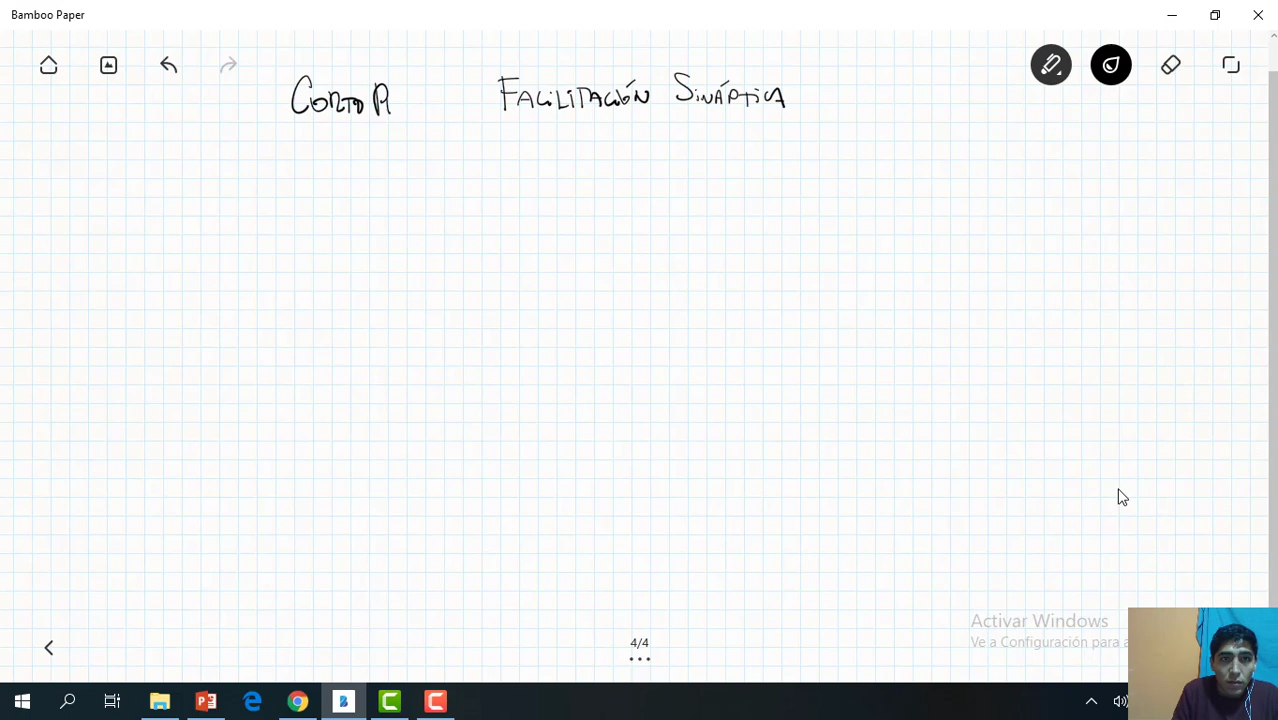 Bamboo Paper
CORTO P FACILITACIÓN SINÁPTICA
4/4
Activar Windows
Ve a Configuración para a